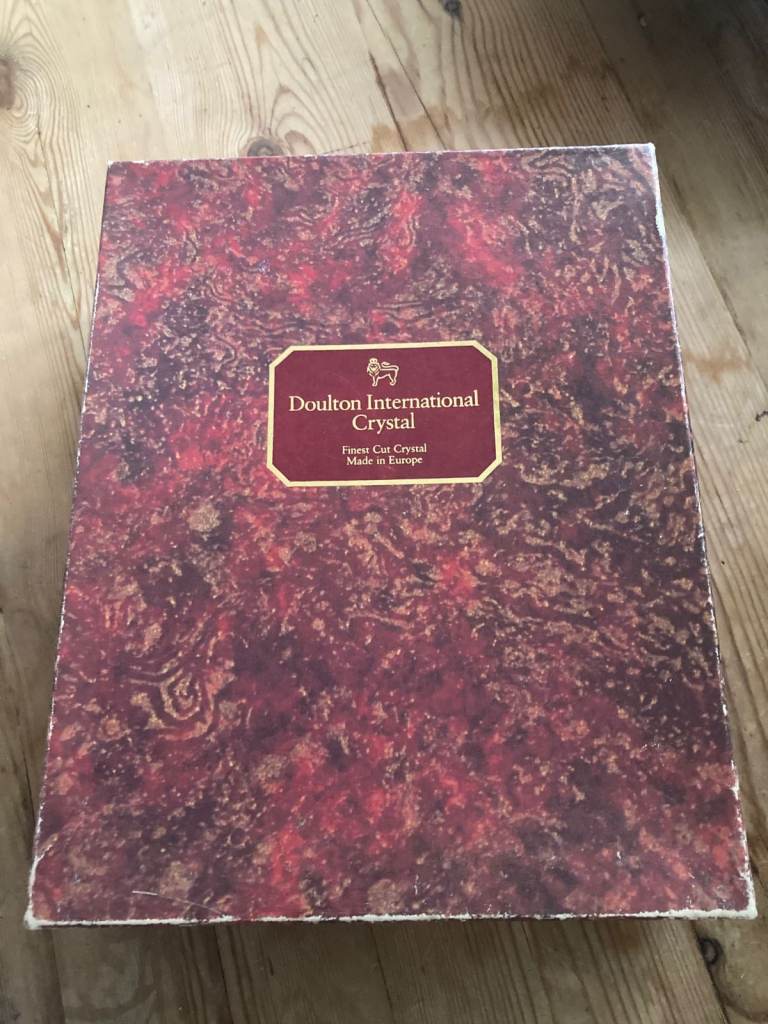 Doulton International
Crystal
Finest Cut Crystal
Made in Europe